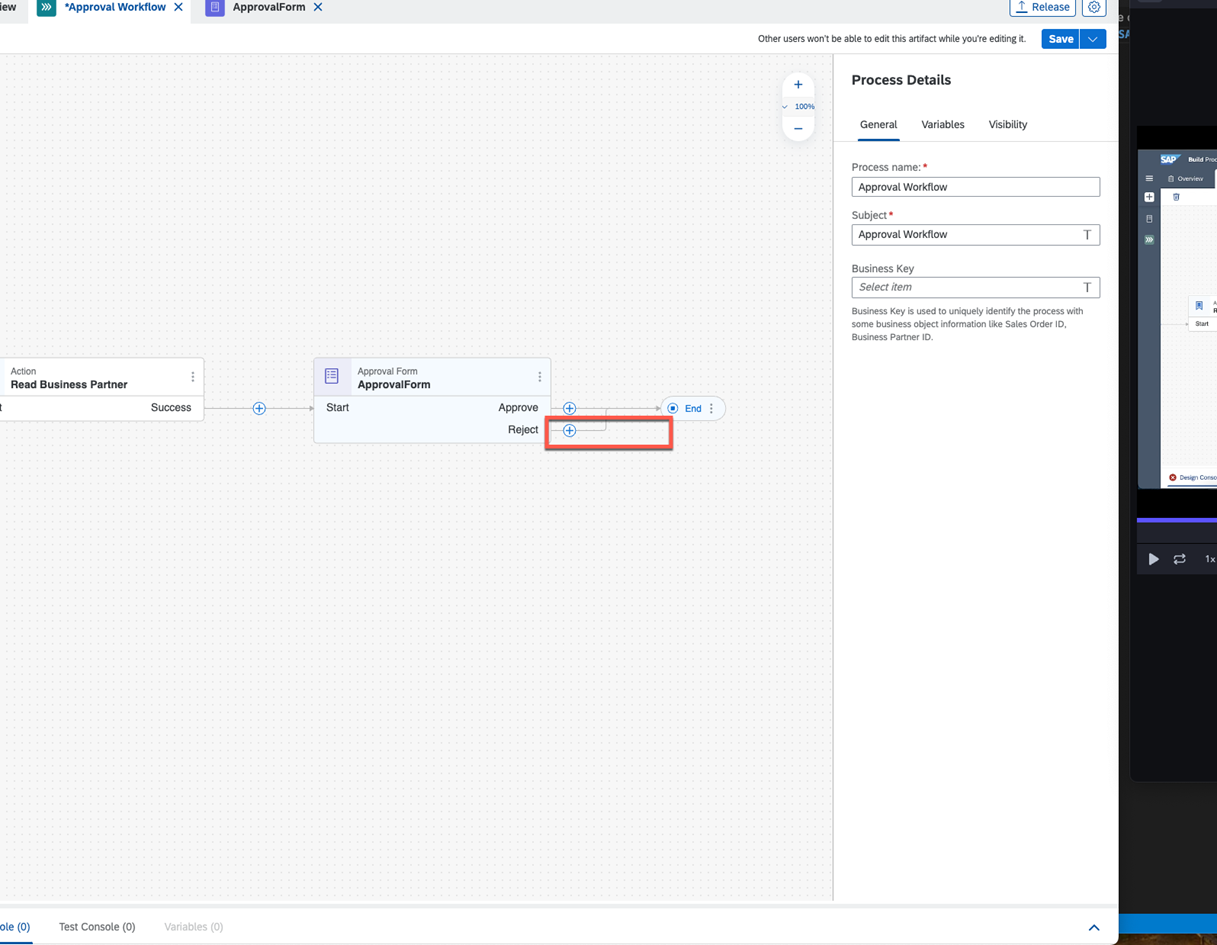 iew
*Approval Workflow
ApprovalForm
Release
Other users won't be able to edit this artifact while you're editing it.
Save
100%
Process Details
General
Variables
Visibility
Process name:*
Approval Workflow
Subject*
Approval Workflow
Business Key
Select item
Business Key is used to uniquely identify the process with
some business object information like Sales Order ID,
Business Partner ID.
Action
Read Business Partner
t
Success
Approval Form
ApprovalForm
Start
Approve
Reject
End
ole (0)
Test Console (0)
Variables (0)
SA
SAP
Build Proc
Overview
A
R
Start
Design Conso
1x